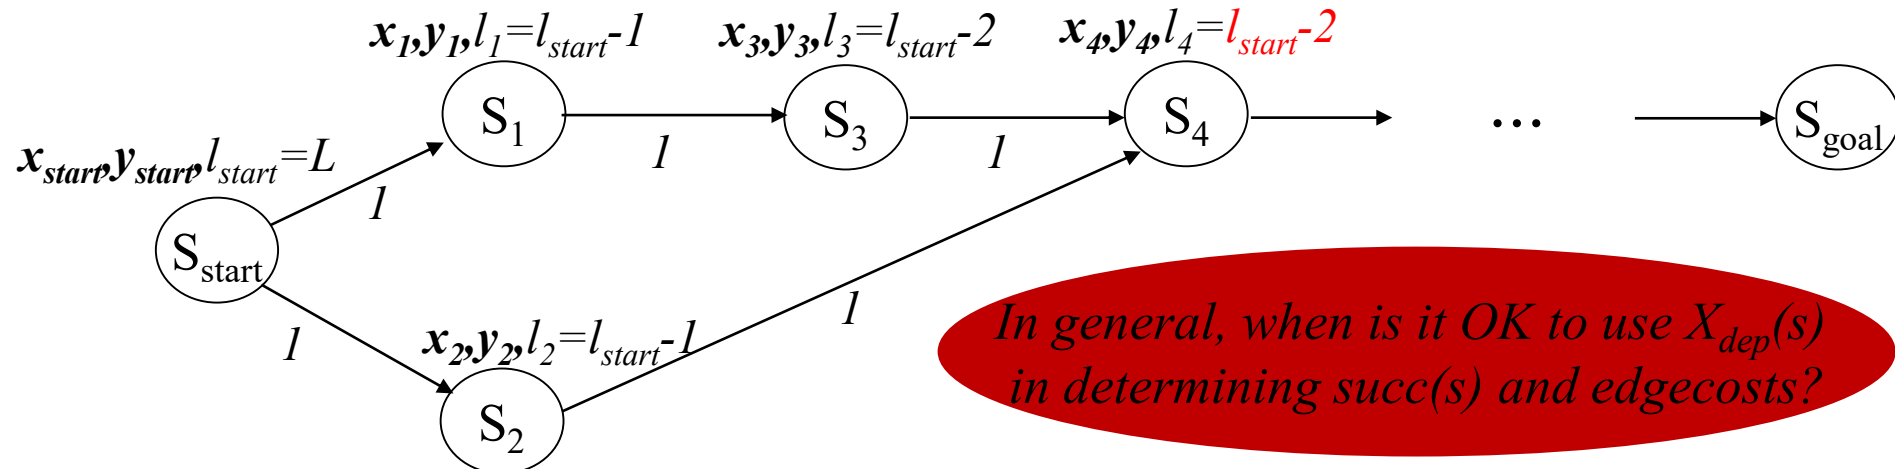 x1,y1,l1=lstart-1
x3,y3,l3=lstart-2
x4,y4,l4=lstart-2
S1
S3
S4
...
Sgoal
1
1
xstart,ystart,lstart=L
1
Sstart
1
1
x2,y2,l2=lstart-1
S2
In general, when is it OK to use Xdep(s)
in determining succ(s) and edgecosts?